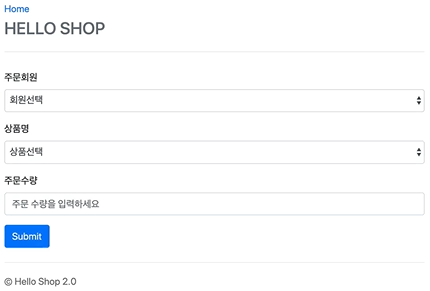 Home
HELLO SHOP
주문회원
회원선택
상품명
상품선택
주문수량
주문 수량을 입력하세요
Submit
© Hello Shop 2.0